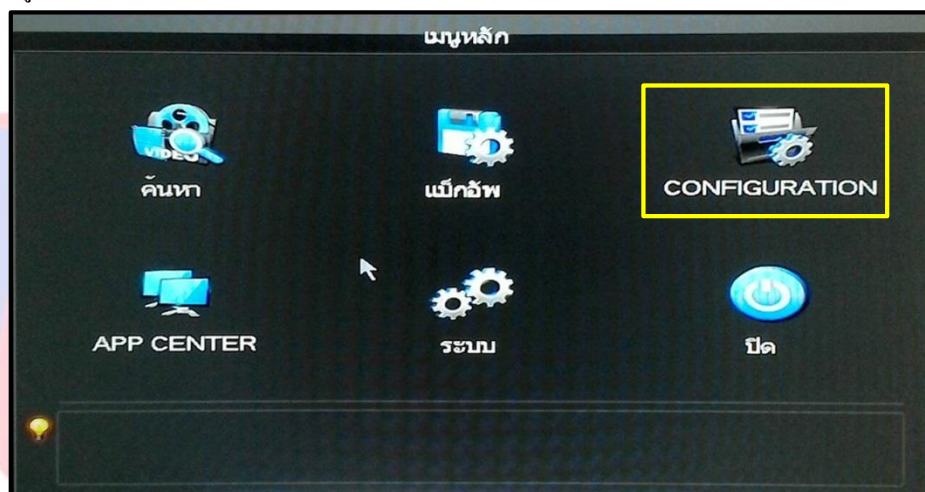 เมนูหลัก
VIDEO
ค้นหา
แบ็กอัพ
CONFIGURATION
APP CENTER
ระบบ
ปิด